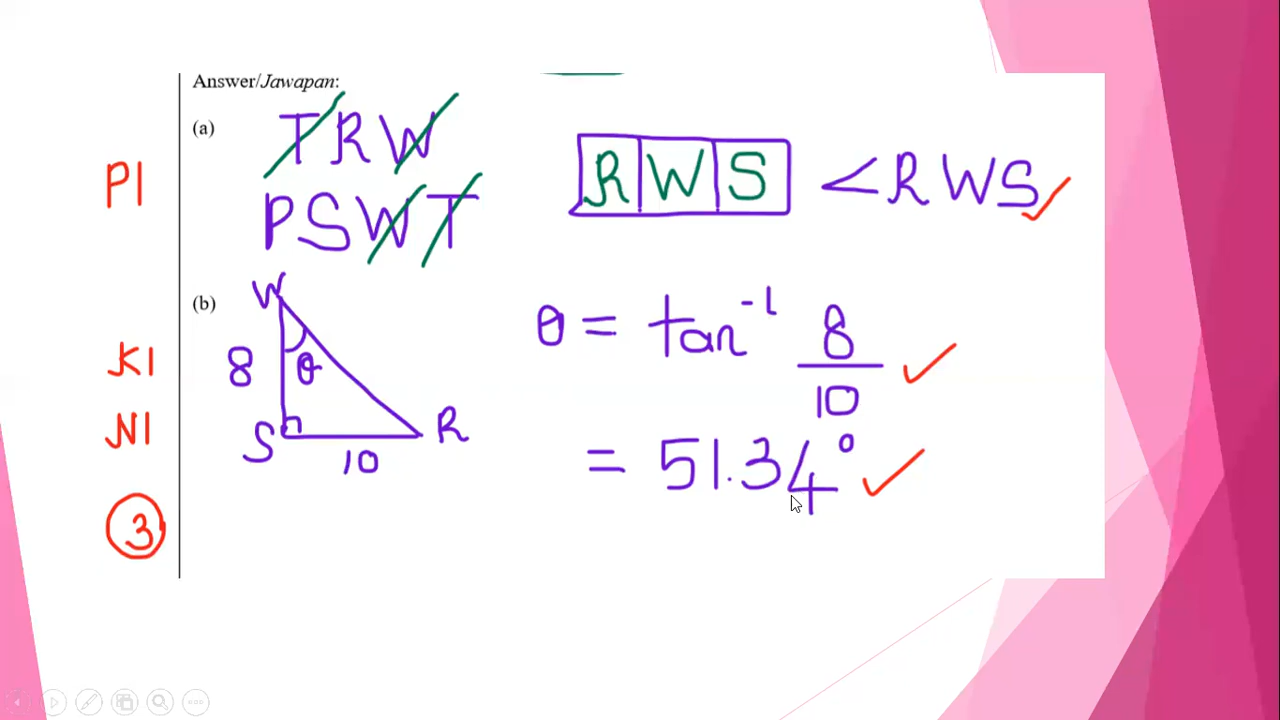 Answer/Jawapan:
(a)
TRW
P1
RWS <RWS
PSWT
(b)
W
θ = tan⁻¹ 8/10
K1
8 θ
N1
S R
= 51.34°
10
3